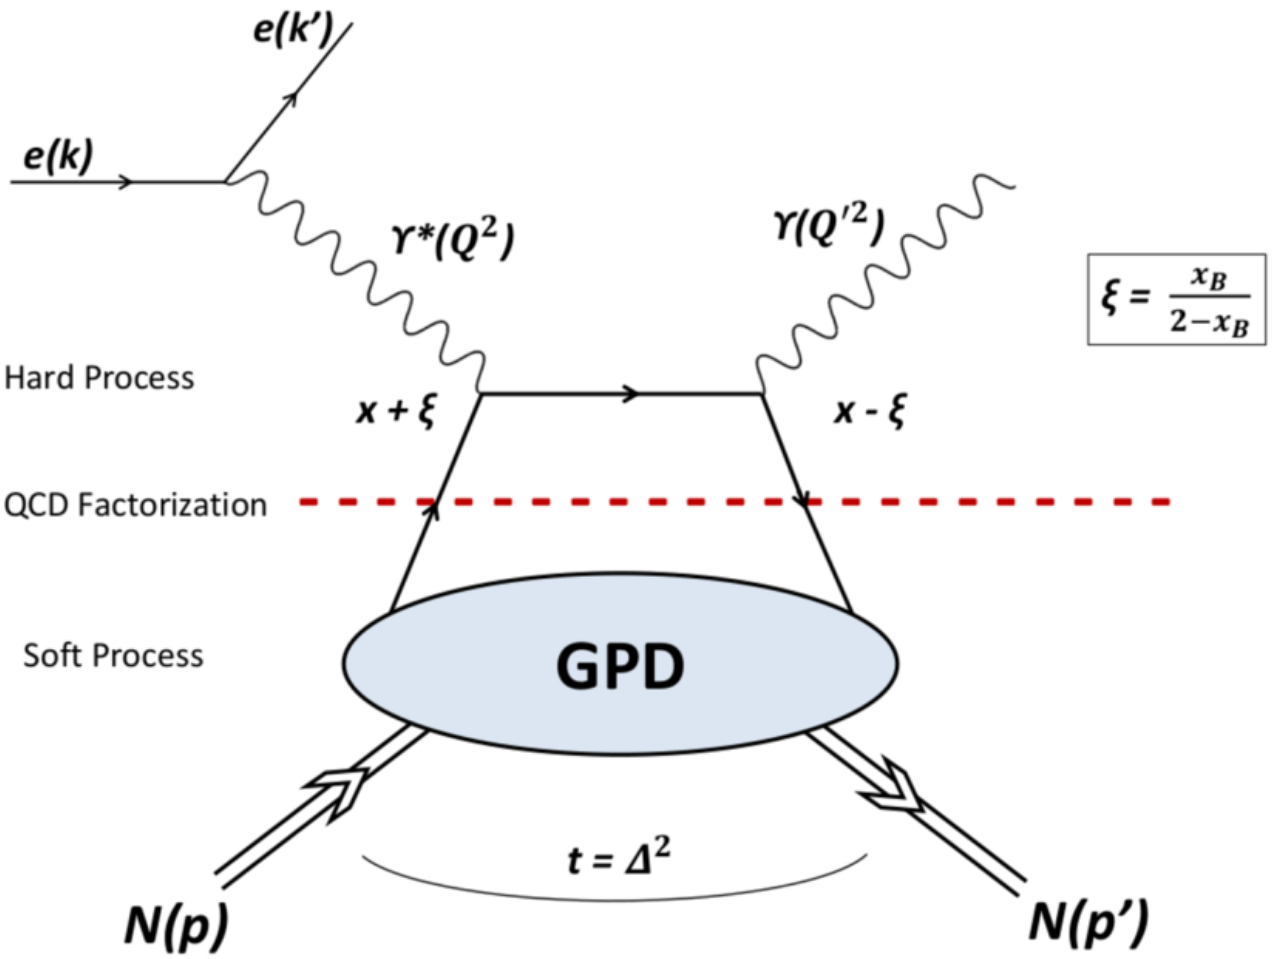 e(k’)
e(k)
ϒ*(Q²)
ϒ(Q′²)
ξ = x_B / 2−x_B
Hard Process
x + ξ
x - ξ
QCD Factorization
GPD
Soft Process
t = Δ²
N(p)
N(p’)